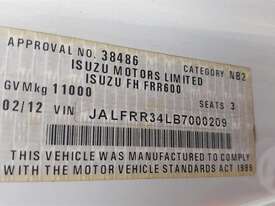 APPROVAL NO. 38486
CATEGORY NB2
ISUZU MOTORS LIMITED
ISUZU FH FRR600
GVMkg 11000
SEATS 3
02/12 VIN JALFRR34LB7000209
THIS VEHICLE WAS MANUFACTURED TO COMPLY
WITH THE MOTOR VEHICLE STANDARDS ACT 1989